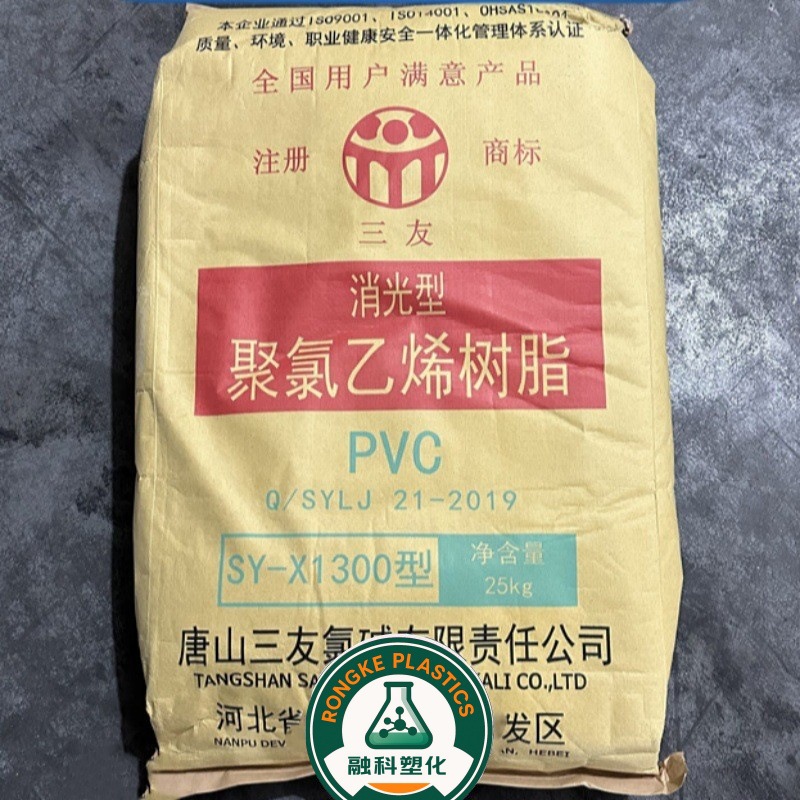 本企业通过ISO9001、ISO14001、OHSAS
质量、环境、职业健康安全一体化管理体系认证
全国用户满意产品
注册 商标
三友
消光型
聚氯乙烯树脂
PVC
Q/SYLJ 21-2019
SY-X1300型
净含量
25kg
唐山三友氯碱有限责任公司
TANGSHAN SA ALI CO.,LTD
河北省 发区
NANPU DEV AN, HEBEI
RONGKE PLASTICS
融科塑化